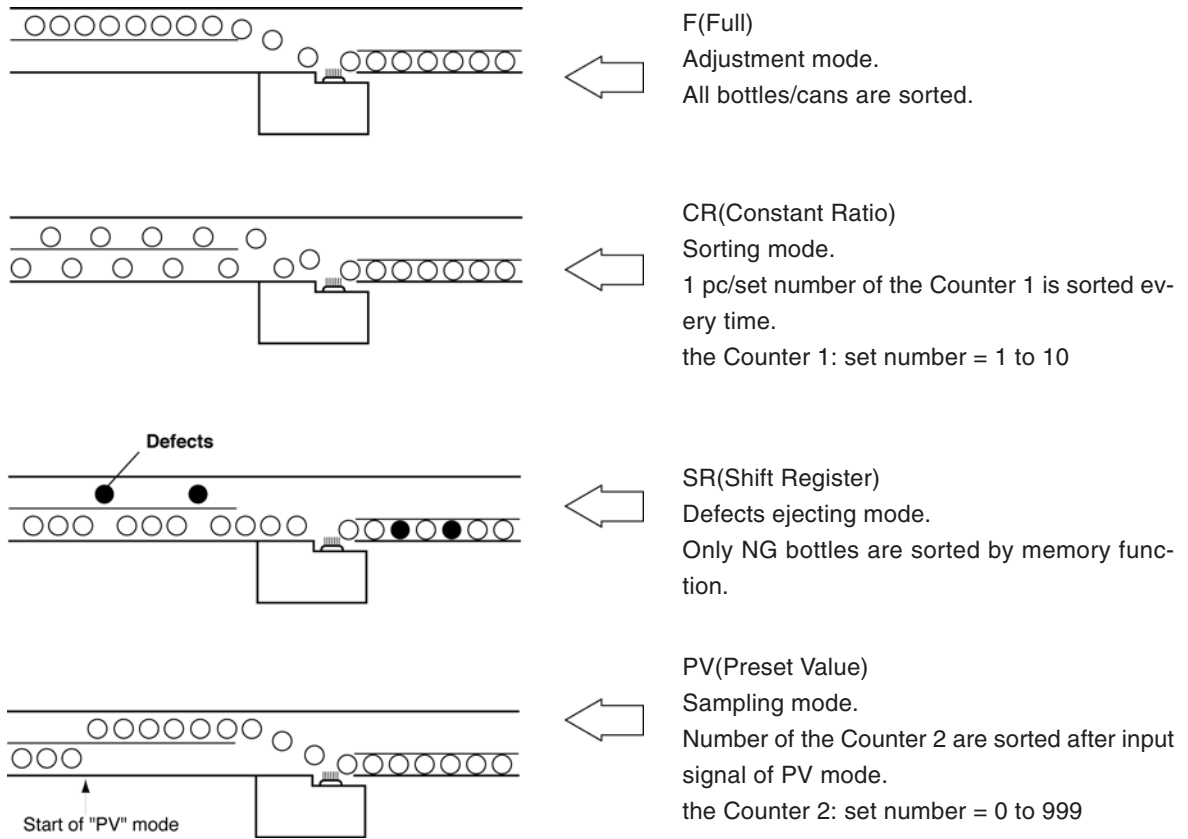 F(Full)
Adjustment mode.
All bottles/cans are sorted.
CR(Constant Ratio)
Sorting mode.
1 pc/set number of the Counter 1 is sorted ev-
ery time.
the Counter 1: set number = 1 to 10
Defects
SR(Shift Register)
Defects ejecting mode.
Only NG bottles are sorted by memory func-
tion.
PV(Preset Value)
Sampling mode.
Number of the Counter 2 are sorted after input
signal of PV mode.
the Counter 2: set number = 0 to 999
Start of "PV" mode